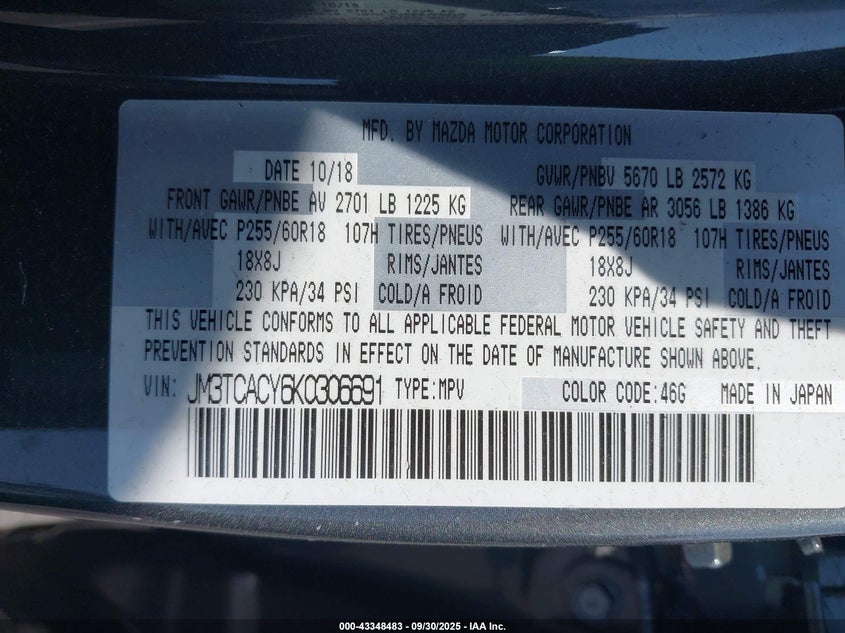 10/18
MFD. BY MAZDA MOTOR CORPORATION
DATE 10/18 GVWR/PNBV 5670 LB 2572 KG
FRONT GAWR/PNBE AV 2701 LB 1225 KG REAR GAWR/PNBE AR 3056 LB 1386 KG
WITH/AVEC P255/60R18 107H TIRES/PNEUS WITH/AVEC P255/60R18 107H TIRES/PNEUS
18X8J RIMS/JANTES 18X8J RIMS/JANTES
230 KPA/34 PSI COLD/A FROID 230 KPA/34 PSI COLD/A FROID
THIS VEHICLE CONFORMS TO ALL APPLICABLE FEDERAL MOTOR VEHICLE SAFETY AND THEFT
PREVENTION STANDARDS IN EFFECT ON THE DATE OF MANUFACTURE SHOWN ABOVE.
VIN: JM3TCACY6K0306691 TYPE:MPV COLOR CODE:46G MADE IN JAPAN
000-43348483 - 09/30/2025 - IAA Inc.